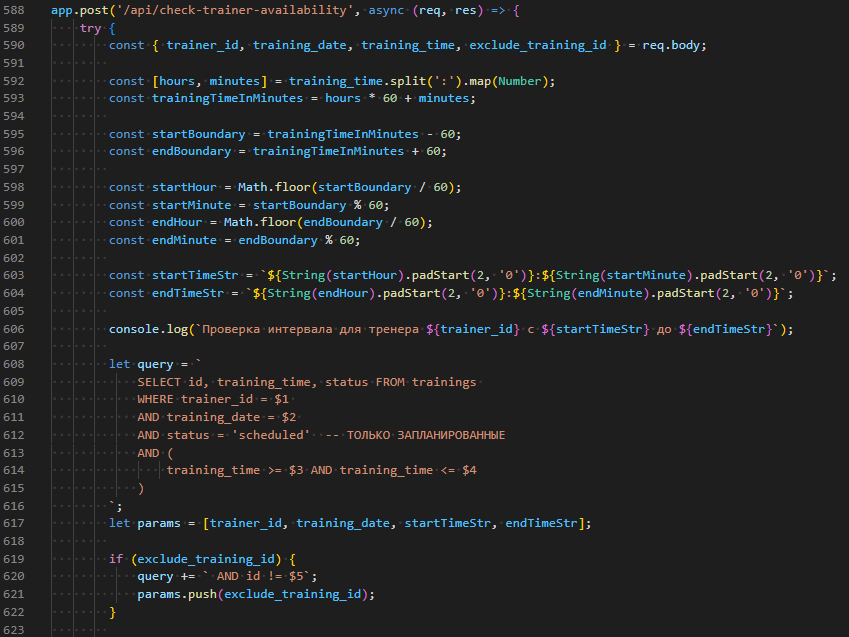 588 app.post('/api/check-trainer-availability', async (req, res) => {
589     try {
590         const { trainer_id, training_date, training_time, exclude_training_id } = req.body;
591
592         const [hours, minutes] = training_time.split(':').map(Number);
593         const trainingTimeInMinutes = hours * 60 + minutes;
594
595         const startBoundary = trainingTimeInMinutes - 60;
596         const endBoundary = trainingTimeInMinutes + 60;
597
598         const startHour = Math.floor(startBoundary / 60);
599         const startMinute = startBoundary % 60;
600         const endHour = Math.floor(endBoundary / 60);
601         const endMinute = endBoundary % 60;
602
603         const startTimeStr = `${String(startHour).padStart(2, '0')}:${String(startMinute).padStart(2, '0')}`;
604         const endTimeStr = `${String(endHour).padStart(2, '0')}:${String(endMinute).padStart(2, '0')}`;
605
606         console.log(`Проверка интервала для тренера ${trainer_id} с ${startTimeStr} до ${endTimeStr}`);
607
608         let query = `
609             SELECT id, training_time, status FROM trainings
610             WHERE trainer_id = $1
611             AND training_date = $2
612             AND status = 'scheduled'  -- ТОЛЬКО ЗАПЛАНИРОВАННЫЕ
613             AND (
614                 training_time >= $3 AND training_time <= $4
615             )
616         `;
617         let params = [trainer_id, training_date, startTimeStr, endTimeStr];
618
619         if (exclude_training_id) {
620             query += ` AND id != $5`;
621             params.push(exclude_training_id);
622         }
623